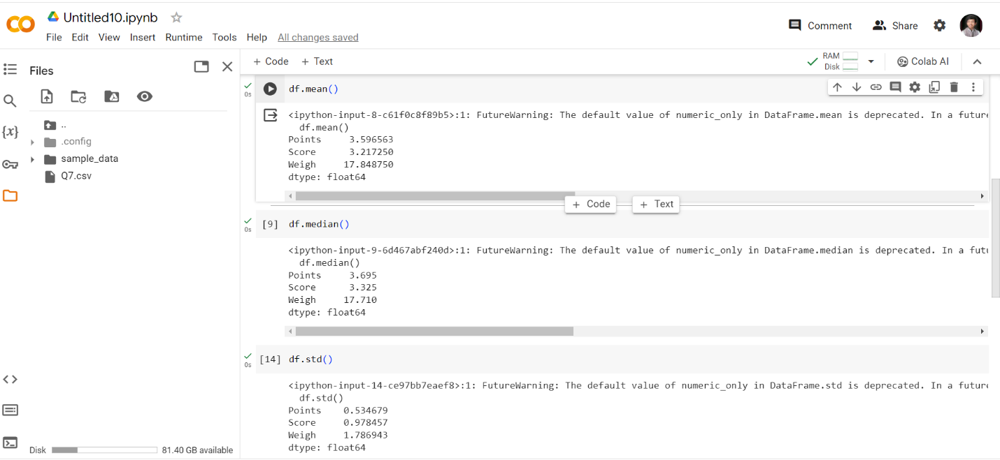 Untitled10.ipynb
File Edit View Insert Runtime Tools Help All changes saved
Comment Share
Files
+ Code + Text
RAM
Disk
Colab AI
..
.config
sample_data
Q7.csv
{x}
0s
df.mean()
<ipython-input-8-c61f0c8f89b5>:1: FutureWarning: The default value of numeric_only in DataFrame.mean is deprecated. In a future
df.mean()
Points 3.596563
Score 3.217250
Weigh 17.848750
dtype: float64
+ Code + Text
0s
[9] df.median()
<ipython-input-9-6d467abf240d>:1: FutureWarning: The default value of numeric_only in DataFrame.median is deprecated. In a futu
df.median()
Points 3.695
Score 3.325
Weigh 17.710
dtype: float64
0s
[14] df.std()
<ipython-input-14-ce97bb7eaef8>:1: FutureWarning: The default value of numeric_only in DataFrame.std is deprecated. In a future
df.std()
Points 0.534679
Score 0.978457
Weigh 1.786943
dtype: float64
Disk 81.40 GB available